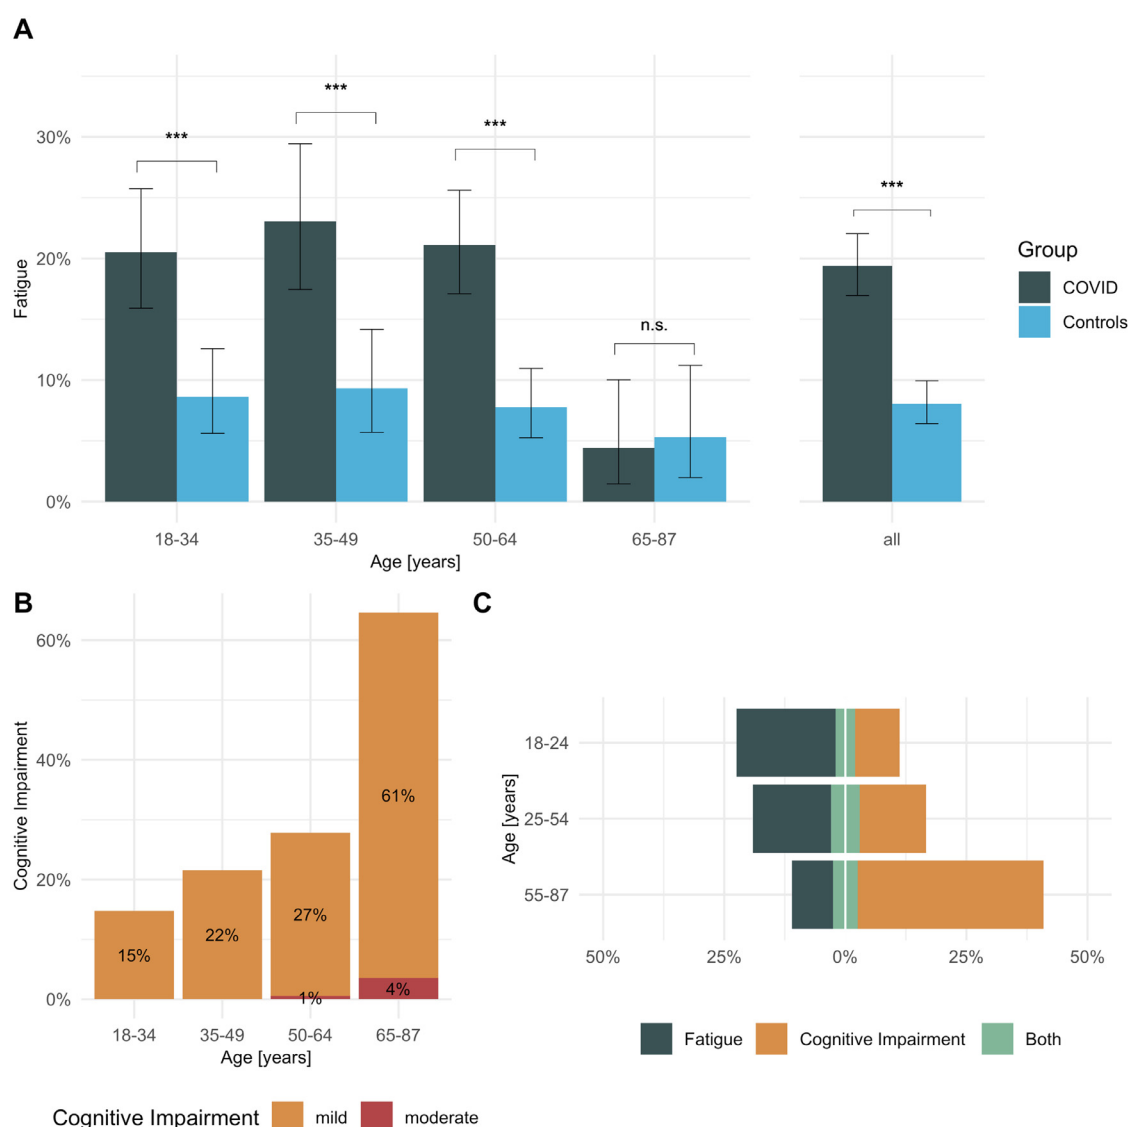 A
***
***
***
***
n.s.
30%
20%
10%
0%
Fatigue
18-34
35-49
50-64
65-87
all
Age [years]
Group
COVID
Controls
B
60%
40%
20%
0%
Cognitive Impairment
15%
22%
27%
1%
61%
4%
18-34
35-49
50-64
65-87
Age [years]
Cognitive Impairment
mild
moderate
C
Age [years]
18-24
25-54
55-87
50%
25%
0%
25%
50%
Fatigue
Cognitive Impairment
Both